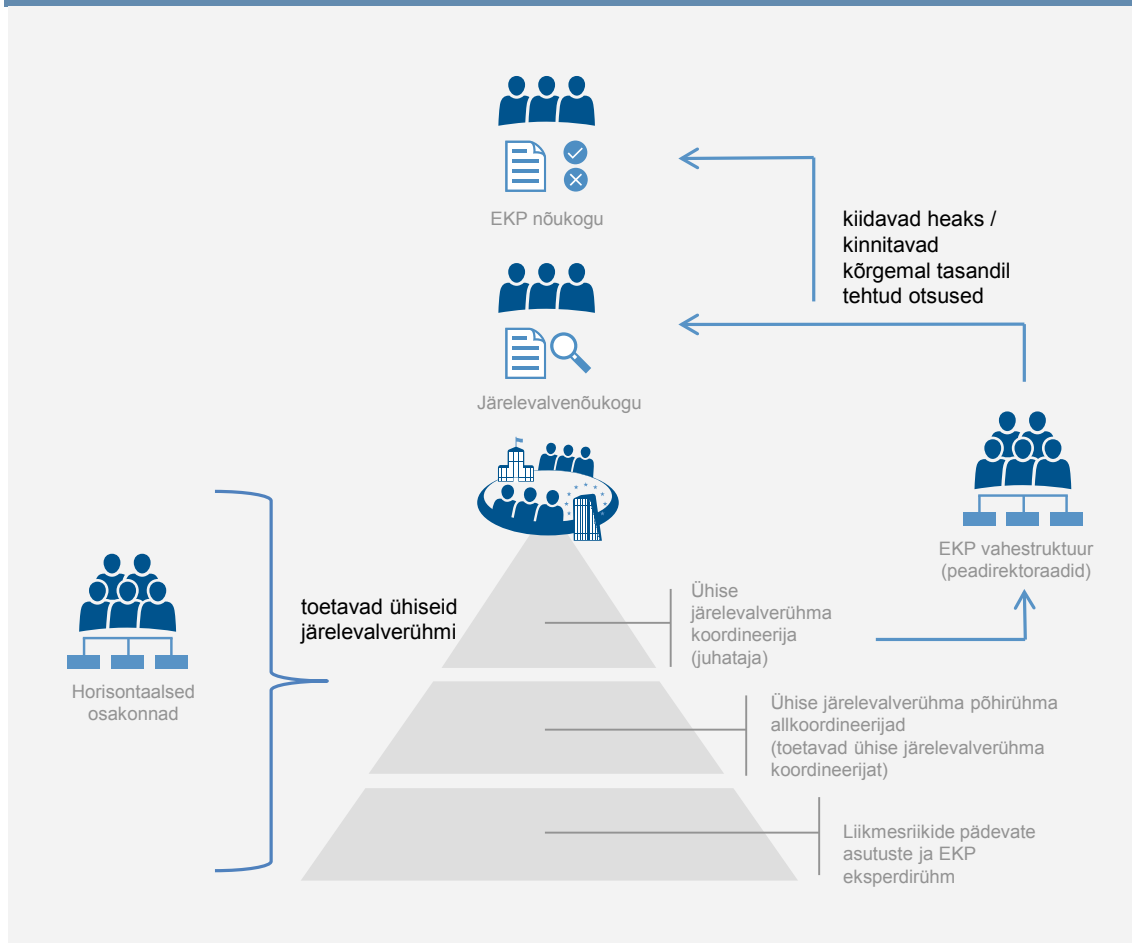 EKP nõukogu
kiidavad heaks /
kinnitavad
kõrgemal tasandil
tehtud otsused
Järelevalvenõukogu
EKP vahestruktuur
(peadirektoraadid)
toetavad ühiseid
järelevalverühmi
Horisontaalsed
osakonnad
Ühise
järelevalverühma
koordineerija
(juhataja)
Ühise järelevalverühma põhirühma
allkoordineerijad
(toetavad ühise järelevalverühma
koordineerijat)
Liikmesriikide pädevate
asutuste ja EKP
eksperdirühm